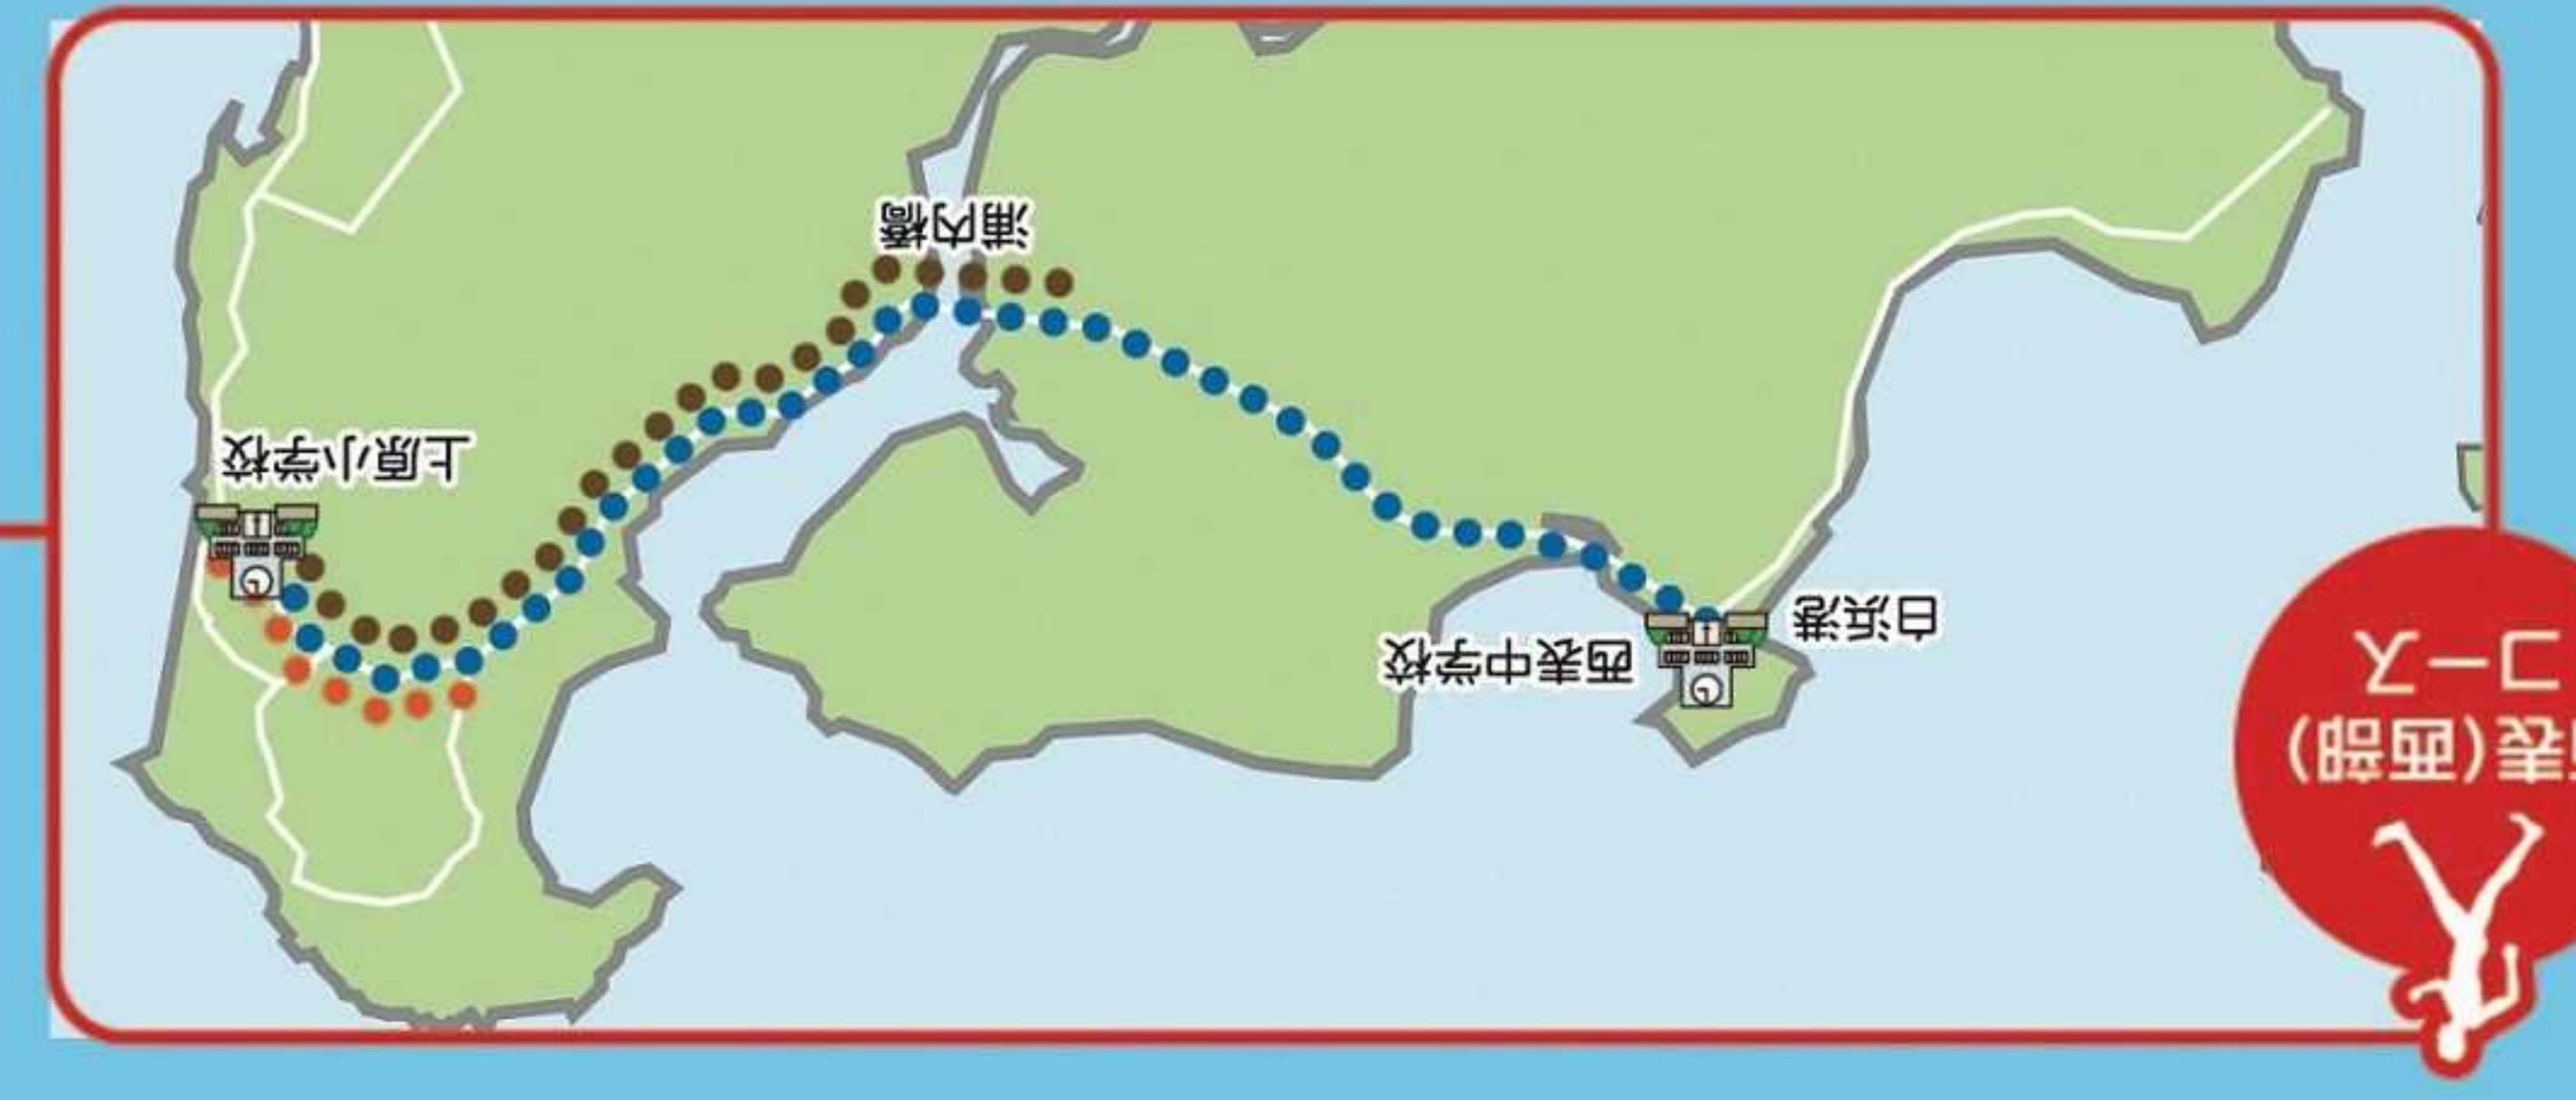 西表(西部)
コース
西表中学校
白浜港
上原小学校
浦内橋